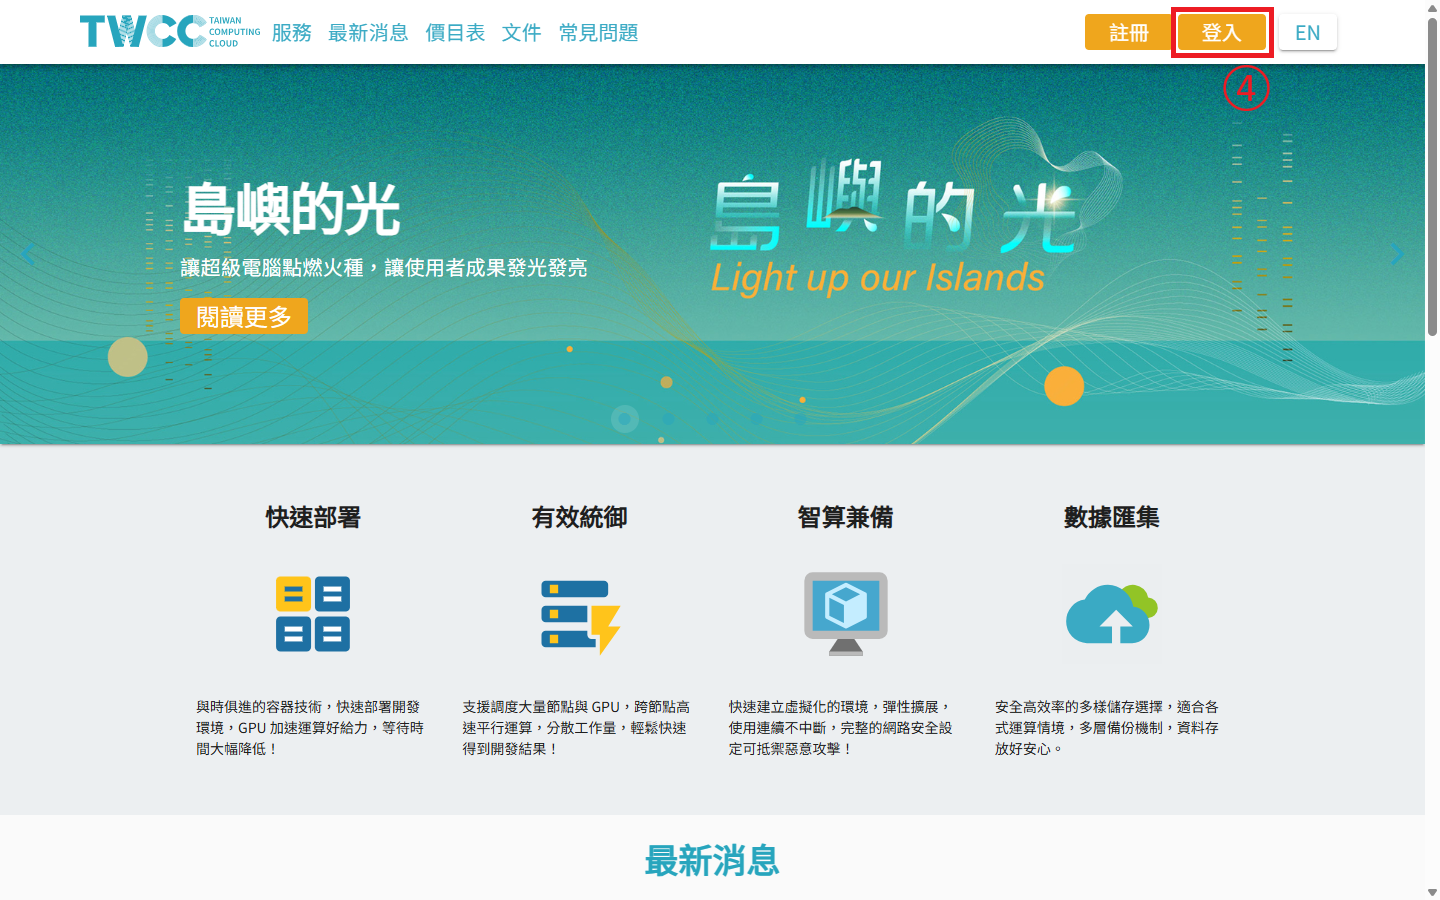 TWCC TAIWAN COMPUTING CLOUD
服務 最新消息 價目表 文件 常見問題 註冊 登入 EN
④
島嶼的光
讓超級電腦點燃火種，讓使用者成果發光發亮
閱讀更多
島嶼的光
Light up our Islands
快速部署
與時俱進的容器技術，快速部署開發
環境，GPU 加速運算好給力，等待時
間大幅降低！
有效統御
支援調度大量節點與 GPU，跨節點高
速平行運算，分散工作量，輕鬆快速
得到開發結果！
智算兼備
快速建立虛擬化的環境，彈性擴展，
使用連續不中斷，完整的網路安全設
定可抵禦惡意攻擊！
數據匯集
安全高效率的多樣儲存選擇，適合各
式運算情境，多層備份機制，資料存
放好安心。
最新消息